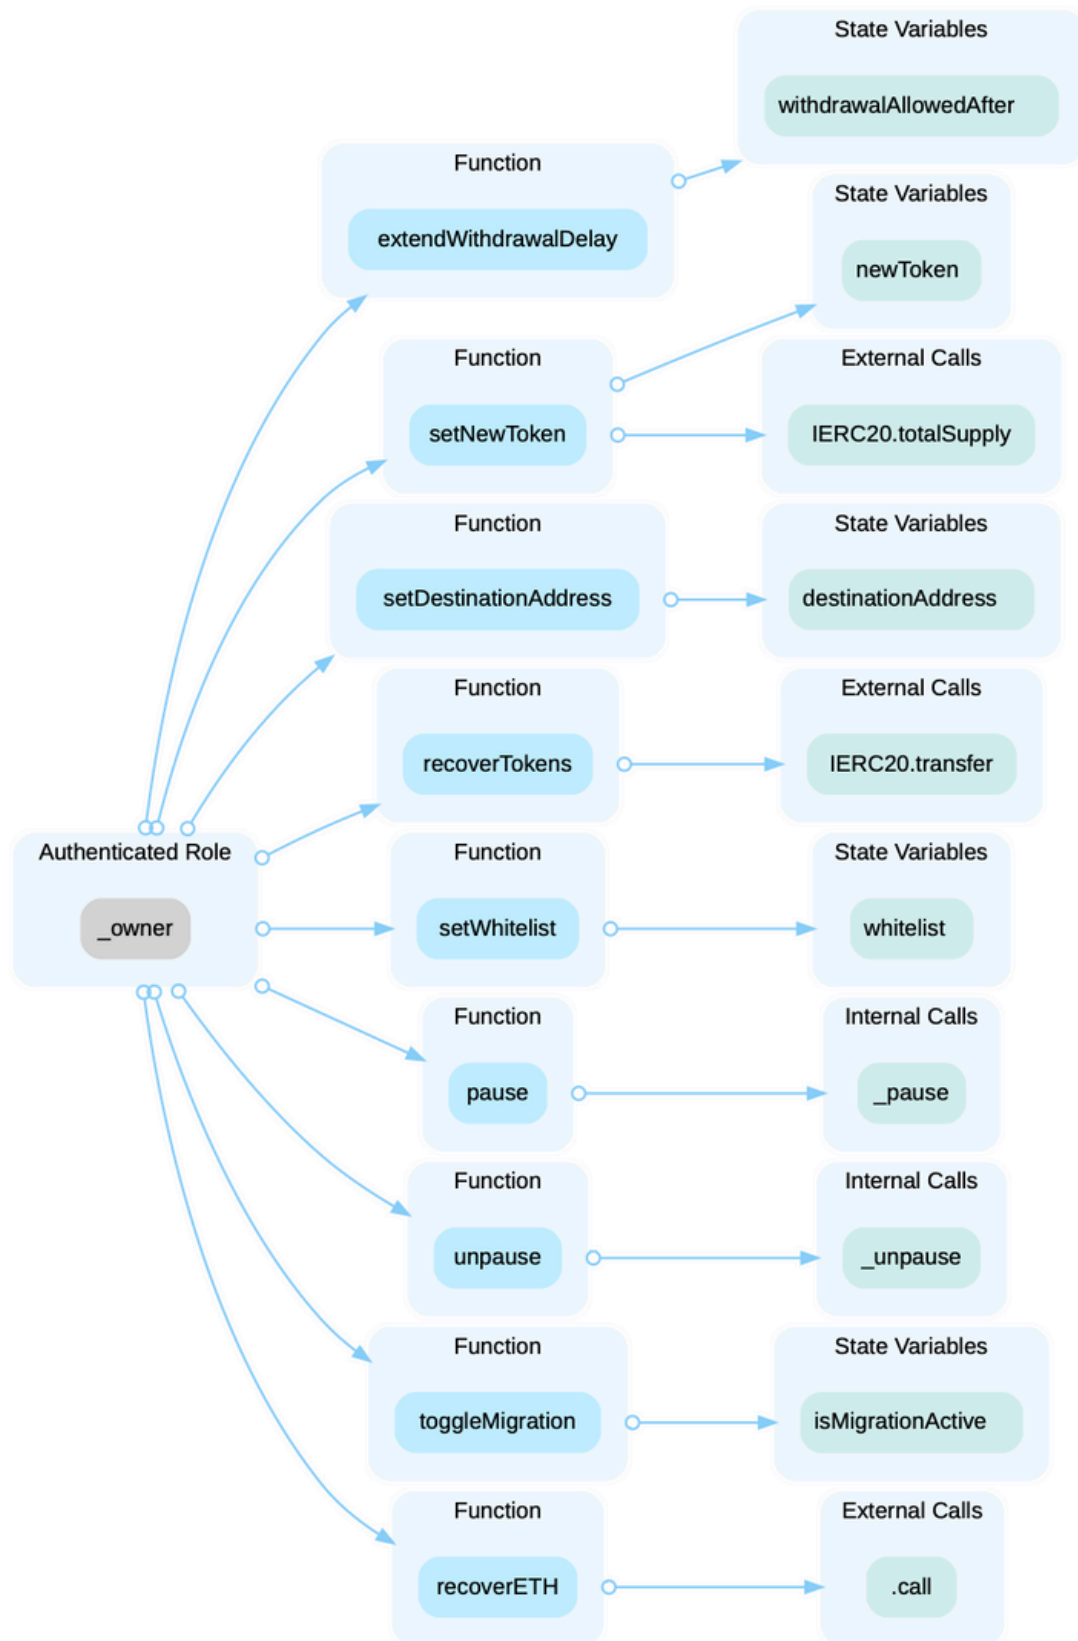 State Variables
withdrawalAllowedAfter
Function
extendWithdrawalDelay
State Variables
newToken
Function
setNewToken
External Calls
IERC20.totalSupply
Function
setDestinationAddress
State Variables
destinationAddress
Function
recoverTokens
External Calls
IERC20.transfer
Authenticated Role
_owner
Function
setWhitelist
State Variables
whitelist
Function
pause
Internal Calls
_pause
Function
unpause
Internal Calls
_unpause
Function
toggleMigration
State Variables
isMigrationActive
Function
recoverETH
External Calls
.call